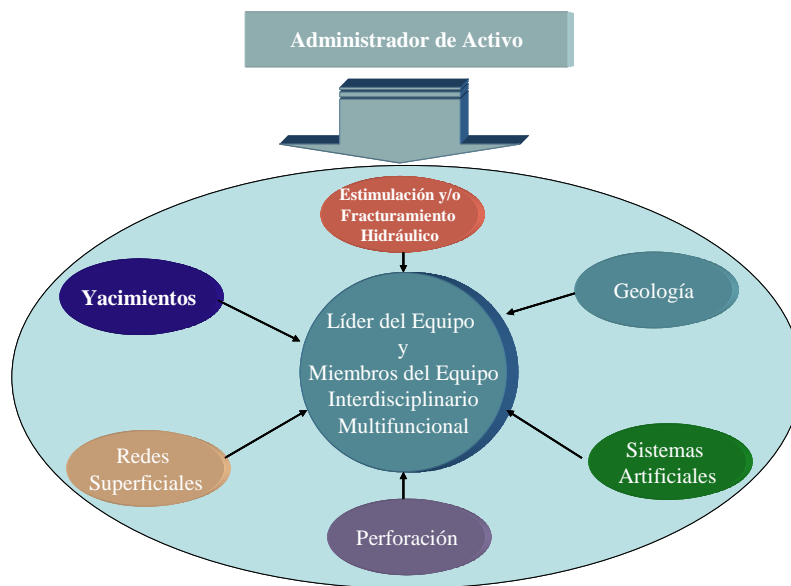 Administrador de Activo
Estimulación y/o
Fracturamiento
Hidráulico
Yacimientos
Geología
Líder del Equipo
y
Miembros del Equipo
Interdisciplinario
Multifuncional
Redes
Superficiales
Sistemas
Artificiales
Perforación